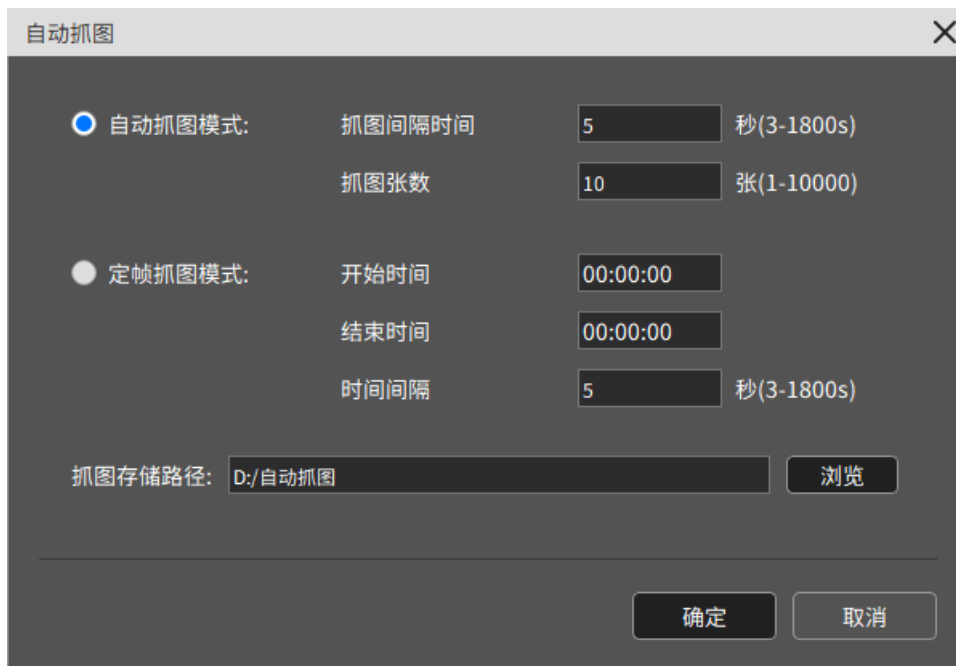 自动抓图
自动抓图模式: 抓图间隔时间 5 秒(3-1800s)
抓图张数 10 张(1-10000)
定帧抓图模式: 开始时间 00:00:00
结束时间 00:00:00
时间间隔 5 秒(3-1800s)
抓图存储路径: D:/自动抓图 浏览
确定 取消